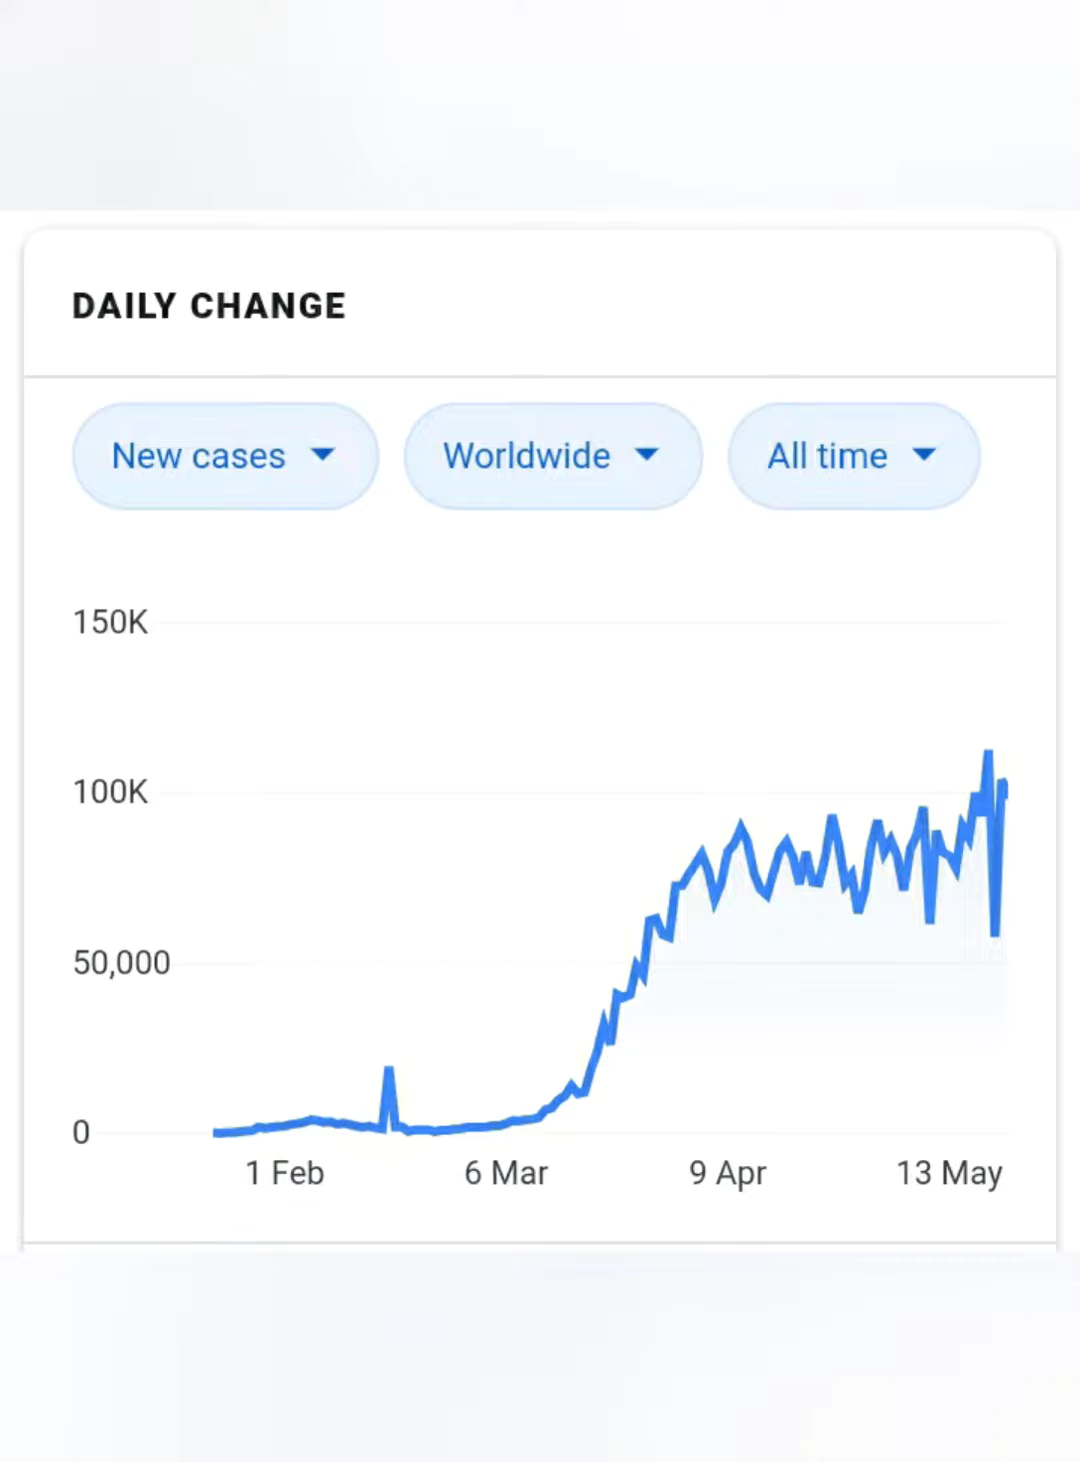 DAILY CHANGE
New cases Worldwide All time
150K
100K
50,000
0
1 Feb 6 Mar 9 Apr 13 May